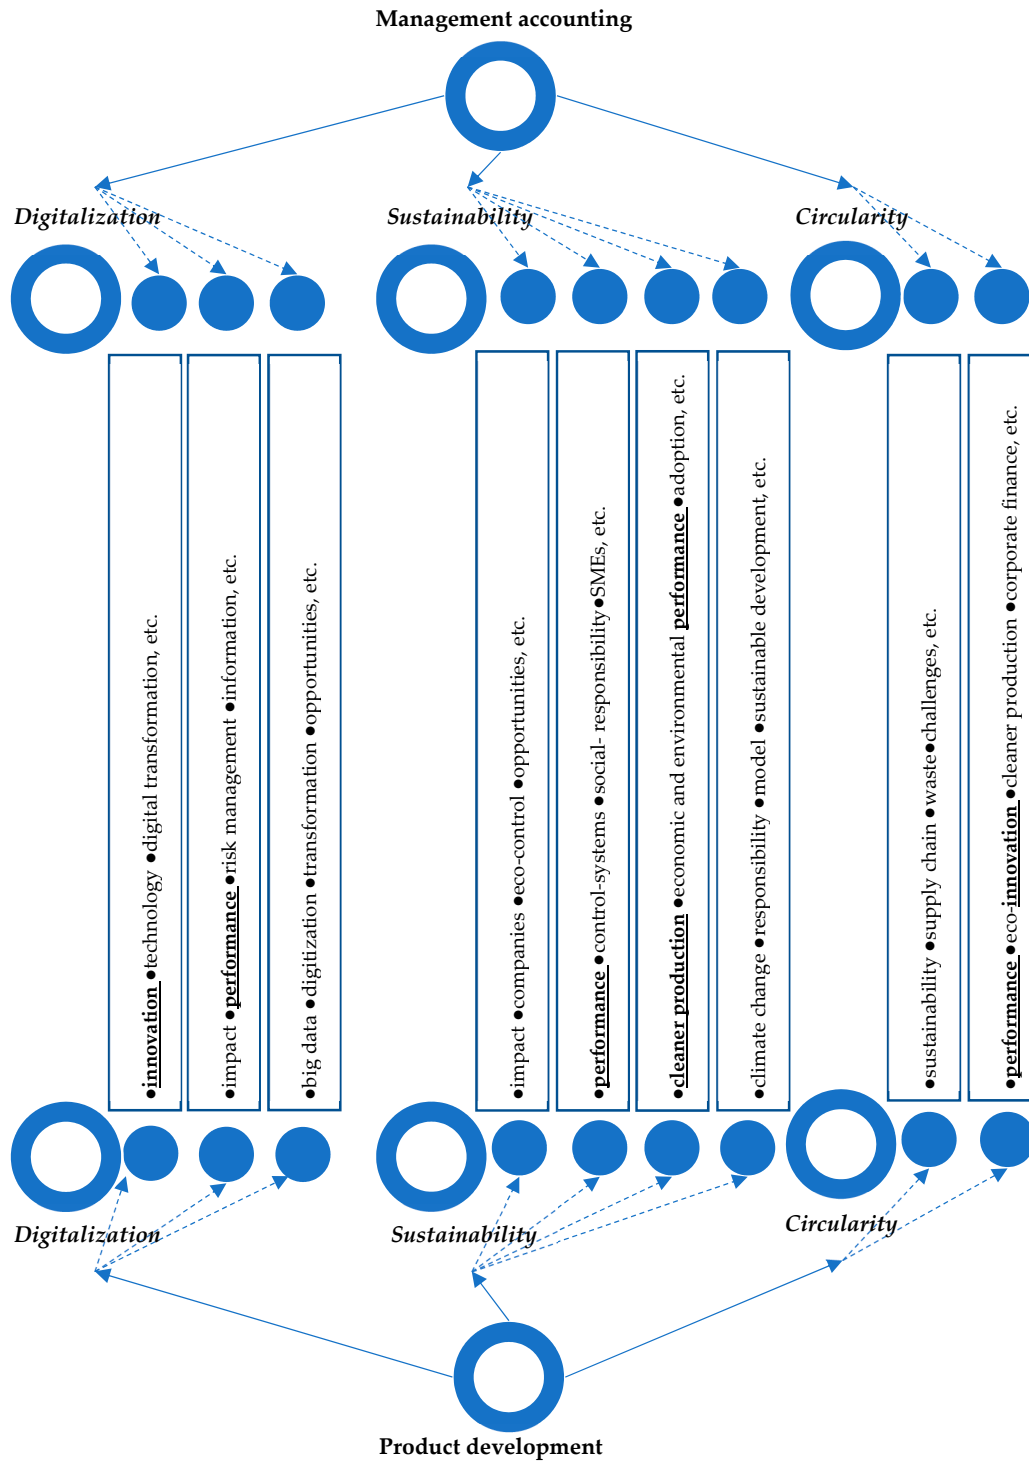 Management accounting
Digitalization
Sustainability
Circularity
●innovation ●technology ●digital transformation, etc.
●impact ●performance ●risk management ●information, etc.
●big data ●digitization ●transformation ●opportunities, etc.
●impact ●companies ●eco-control ●opportunities, etc.
●performance ●control-systems ●social- responsibility●SMEs, etc.
●cleaner production ●economic and environmental performance ●adoption, etc.
●climate change ●responsibility ●model ●sustainable development, etc.
●sustainability ●supply chain ●waste●challenges, etc.
●performance ●eco-innovation ●cleaner production ●corporate finance, etc.
Digitalization
Sustainability
Circularity
Product development